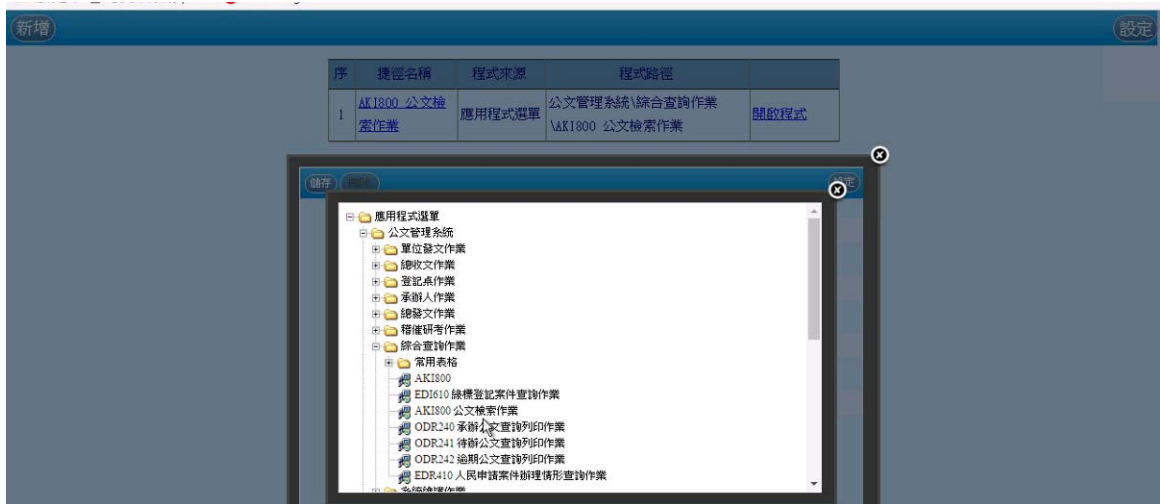 新增
設定
序 捷徑名稱 程式來源 程式路徑
1 AKI800 公文檢索作業 應用程式選單 公文管理系統\綜合查詢作業\AKI800 公文檢索作業 開啟程式
儲存
應用程式選單
公文管理系統
單位發文作業
總收文作業
登記桌作業
承辦人作業
總發文作業
稽催研考作業
綜合查詢作業
常用表格
AKI800
EDI610 線標登記案件查詢作業
AKI800 公文檢索作業
ODR240 承辦公文查詢列印作業
ODR241 待辦公文查詢列印作業
ODR242 逾期公文查詢列印作業
EDR410 人民申請案件辦理情形查詢作業
系統維護作業